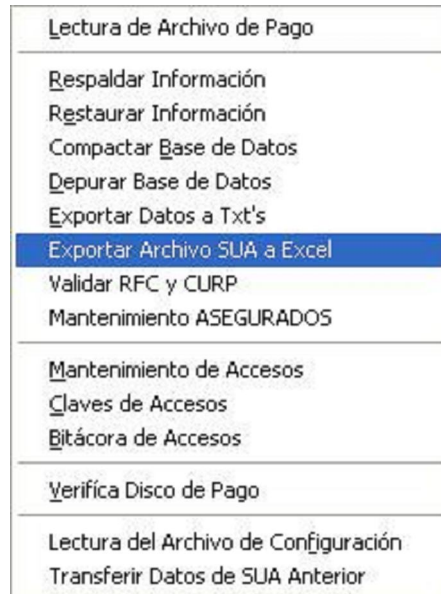 Lectura de Archivo de Pago
Respaldar Información
Restaurar Información
Compactar Base de Datos
Depurar Base de Datos
Exportar Datos a Txt's
Exportar Archivo SUA a Excel
Validar RFC y CURP
Mantenimiento ASEGURADOS
Mantenimiento de Accesos
Claves de Accesos
Bitácora de Accesos
Verifíca Disco de Pago
Lectura del Archivo de Configuración
Transferir Datos de SUA Anterior